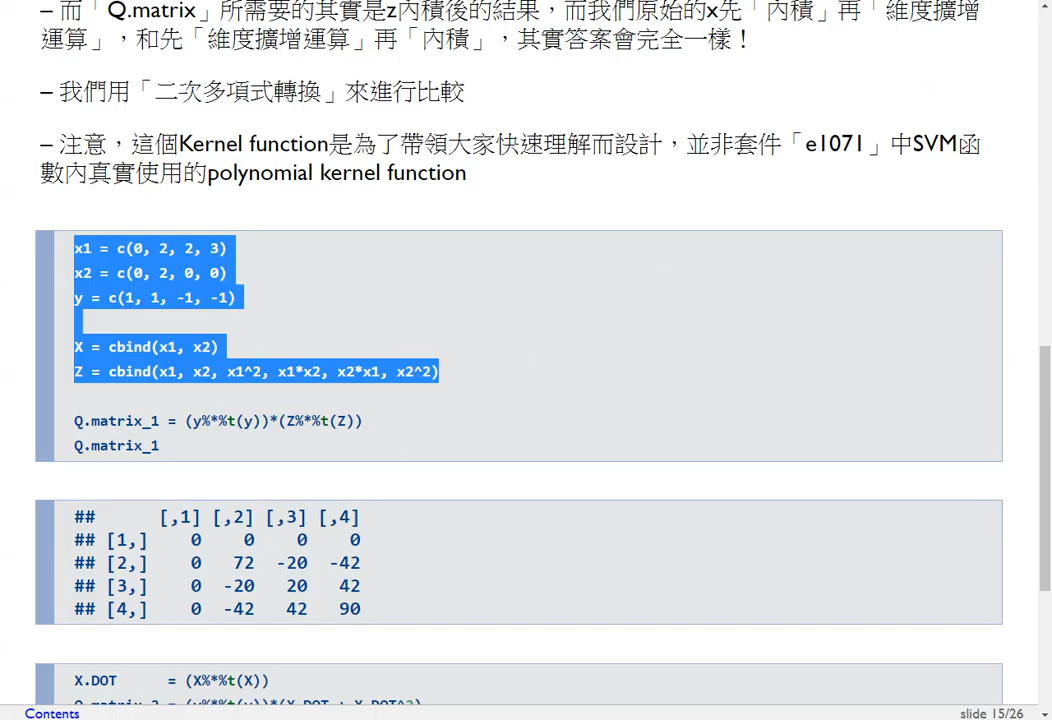 – 而「Q.matrix」所需要的其實是z內積後的結果，而我們原始的x先「內積」再「維度擴增
運算」，和先「維度擴增運算」再「內積」，其實答案會完全一樣！
– 我們用「二次多項式轉換」來進行比較
– 注意，這個Kernel function是為了帶領大家快速理解而設計，並非套件「e1071」中SVM函
數內真實使用的polynomial kernel function
x1 = c(0, 2, 2, 3)
x2 = c(0, 2, 0, 0)
y = c(1, 1, -1, -1)
X = cbind(x1, x2)
Z = cbind(x1, x2, x1^2, x1*x2, x2*x1, x2^2)
Q.matrix_1 = (y%*%t(y))*(Z%*%t(Z))
Q.matrix_1
##      [,1] [,2] [,3] [,4]
## [1,]    0    0    0    0
## [2,]    0   72  -20  -42
## [3,]    0  -20   20   42
## [4,]    0  -42   42   90
X.DOT      = (X%*%t(X))
Q.matrix_2 = (y%*%t(y))*(X.DOT + X.DOT^2)
Contents
slide 15/26